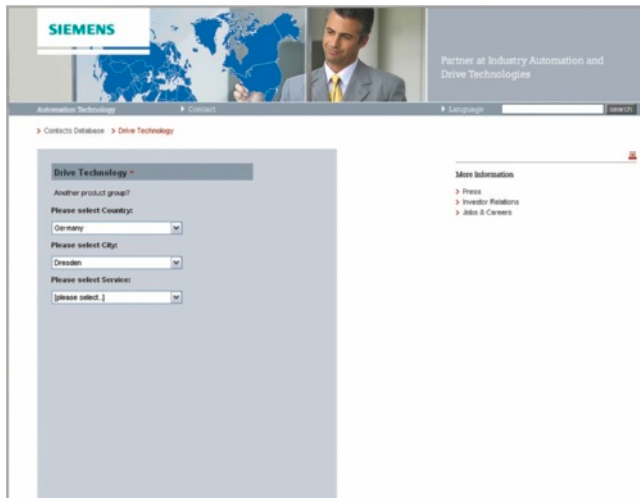 SIEMENS
Partner at Industry Automation and
Drive Technologies
Automation Technology
Contact
Language
search
Contacts Database
Drive Technology
Drive Technology
Another product group?
Please select Country:
Germany
Please select City:
Dresden
Please select Service:
[please select..]
More Information
Press
Investor Relations
Jobs & Careers